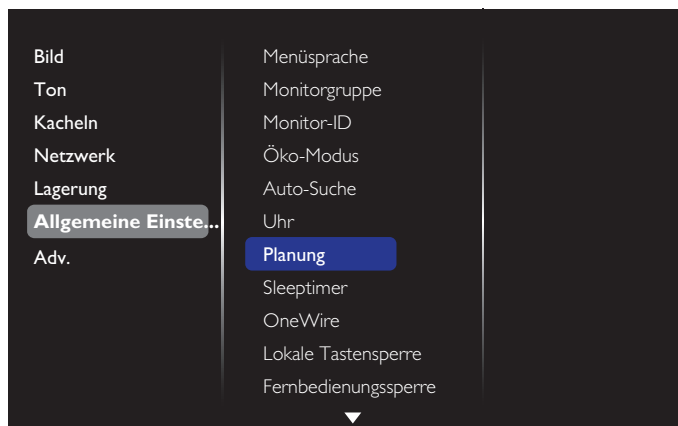 Bild
Ton
Kacheln
Netzwerk
Lagerung
Allgemeine Einste...
Adv.
Menüsprache
Monitorgruppe
Monitor-ID
Öko-Modus
Auto-Suche
Uhr
Planung
Sleeptimer
OneWire
Lokale Tastensperre
Fernbedienungssperre